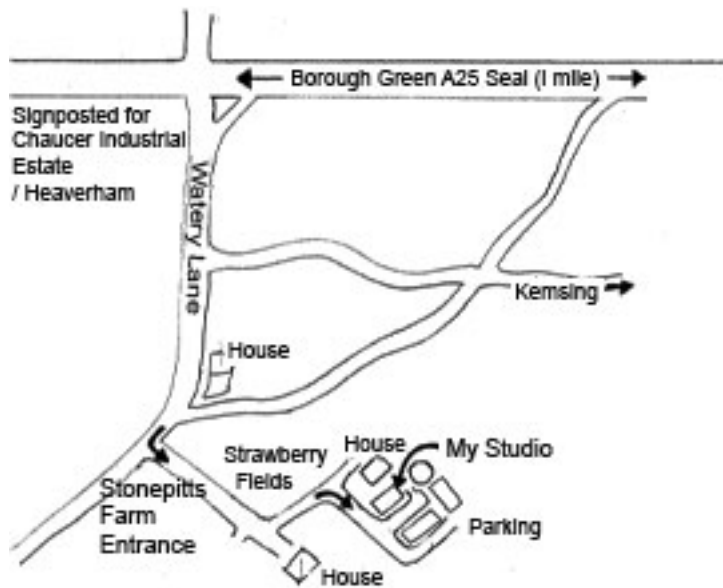 Borough Green A25 Seal (1 mile)
Signposted for
Chaucer Industrial
Estate
/ Heaverham
Watery Lane
Kemsing
House
Strawberry
Fields
House
My Studio
Stonepitts
Farm
Entrance
Parking
House